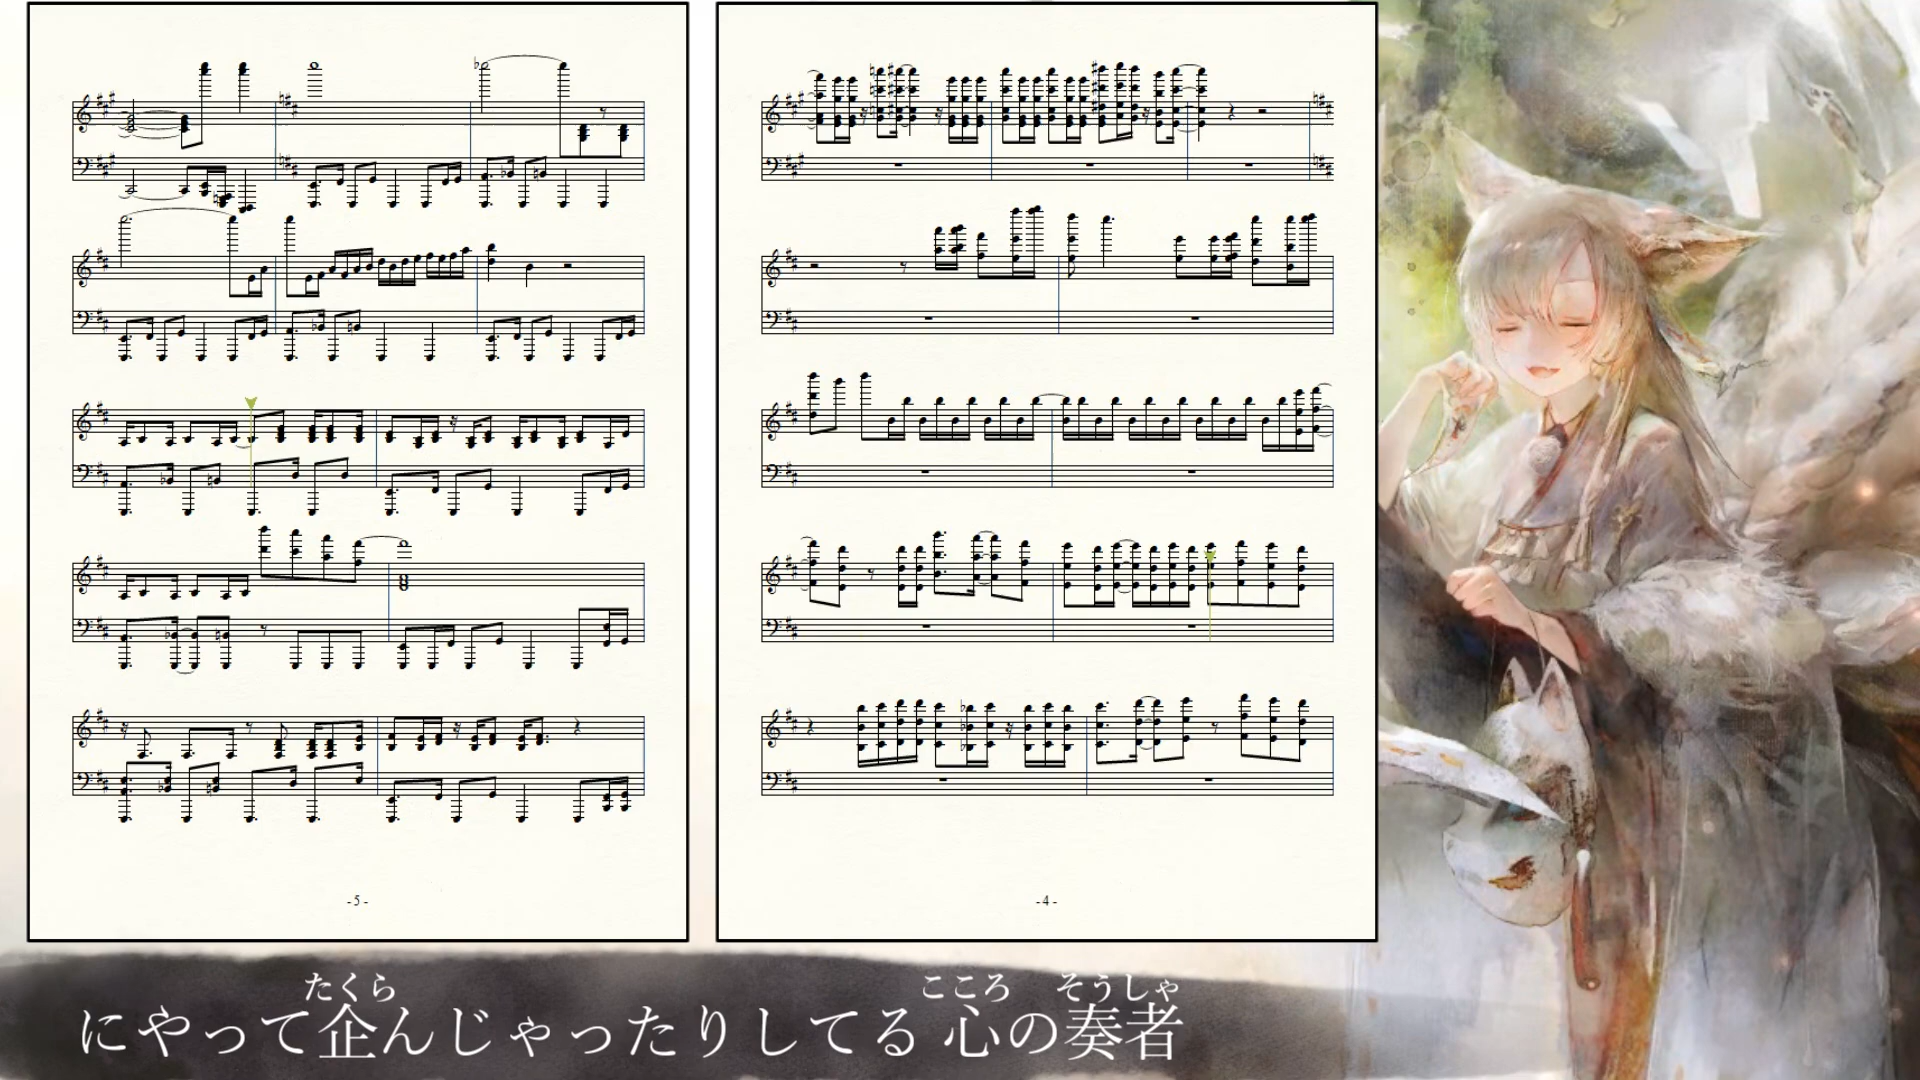 - 5 -
- 4 -
たくら こころ そうしゃ
にやって企んじゃったりしてる 心の奏者